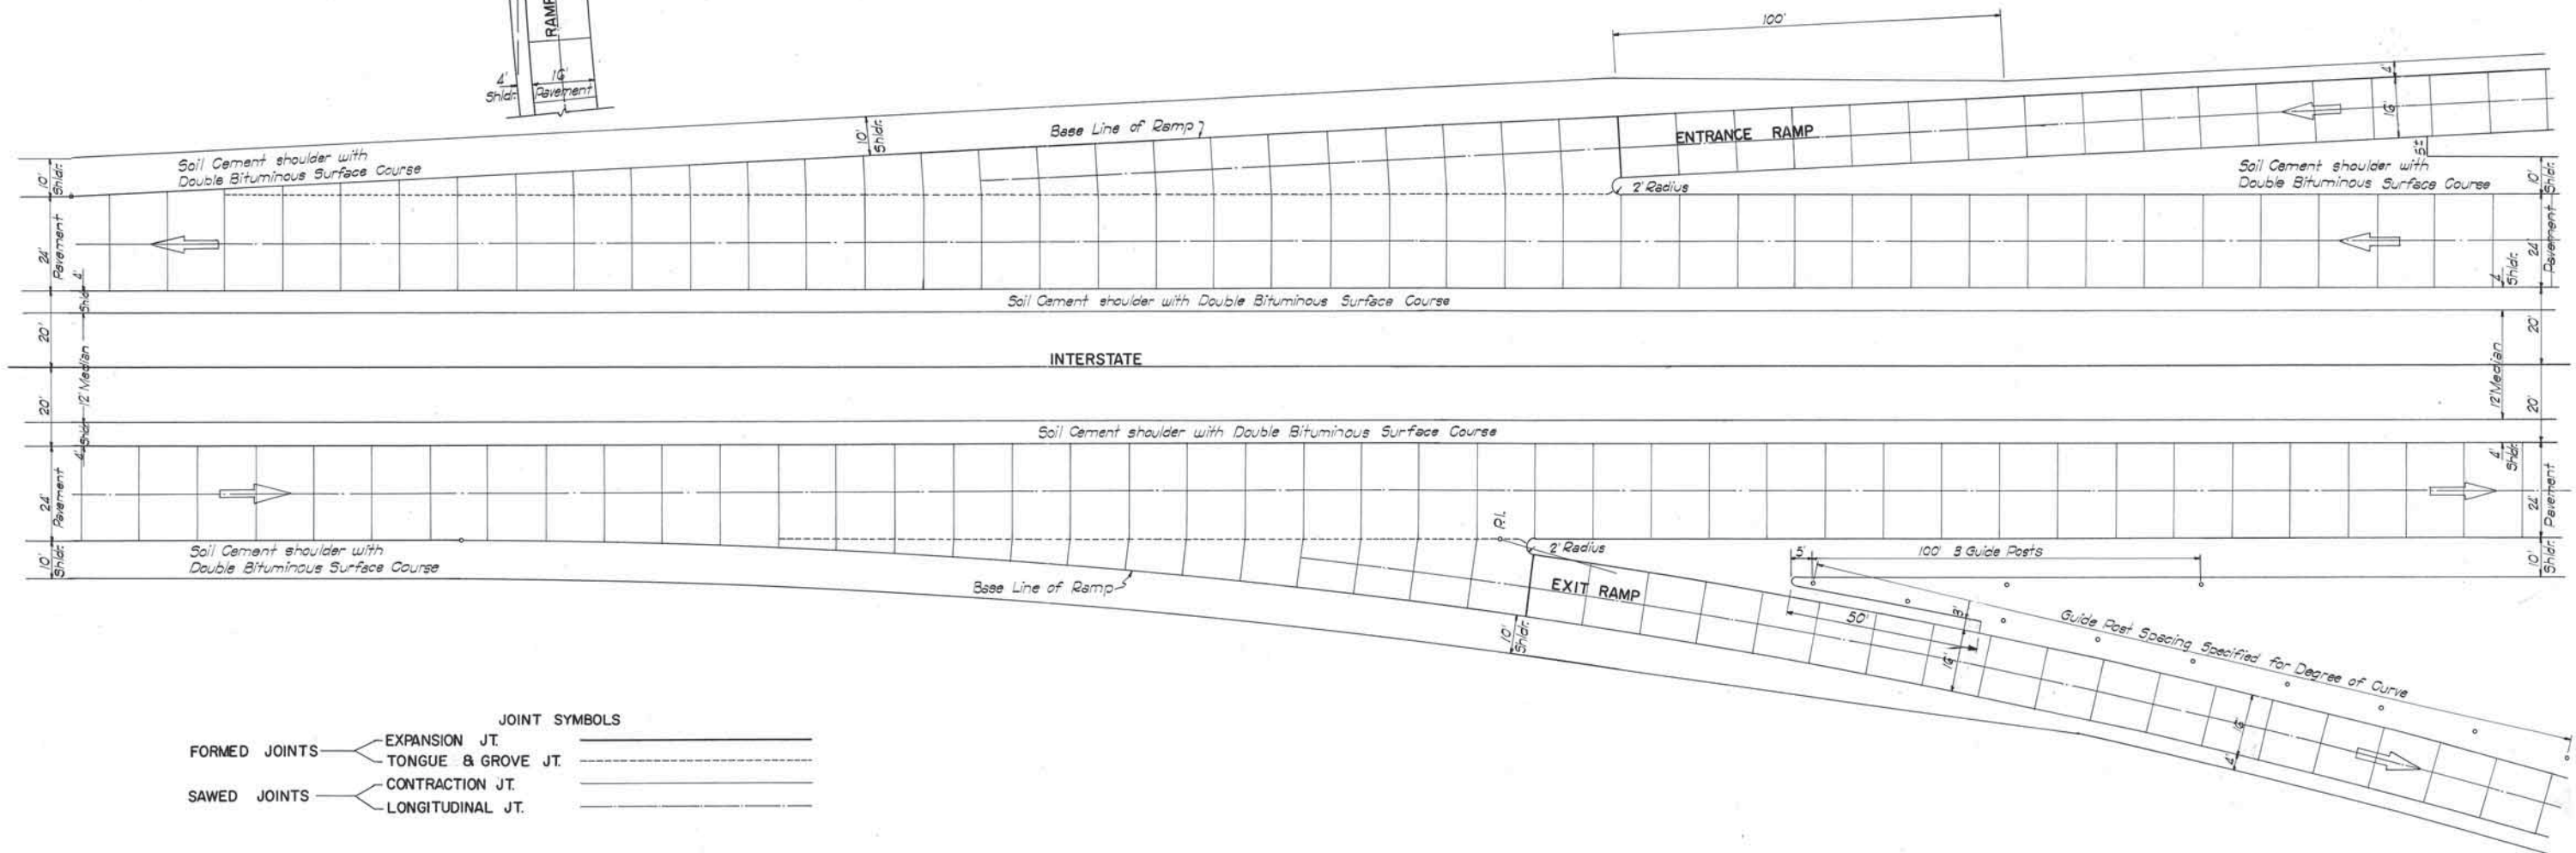 RAMP
4'
Shldr.
16'
Pavement
100'
4'
16'
5'±
Base Line of Ramp
ENTRANCE RAMP
10'
Shldr.
Soil Cement shoulder with
Double Bituminous Surface Course
10'
Shldr.
2' Radius
Soil Cement shoulder with
Double Bituminous Surface Course
10'
Shldr.
24'
Pavement
24'
Pavement
4'
Shldr.
4'
Shldr.
Soil Cement shoulder with Double Bituminous Surface Course
20'
12' Median
20'
INTERSTATE
20'
12' Median
20'
Soil Cement shoulder with Double Bituminous Surface Course
4'
Shldr.
4'
Shldr.
24'
Pavement
24'
Pavement
P.I.
2' Radius
10'
Shldr.
Soil Cement shoulder with
Double Bituminous Surface Course
5'
100' 3 Guide Posts
10'
Shldr.
Base Line of Ramp
EXIT RAMP
10'
Shldr.
50'
3'
16'
Guide Post Spacing Specified for Degree of Curve
16'
4'
JOINT SYMBOLS
FORMED JOINTS
EXPANSION JT.
TONGUE & GROVE JT.
SAWED JOINTS
CONTRACTION JT.
LONGITUDINAL JT.